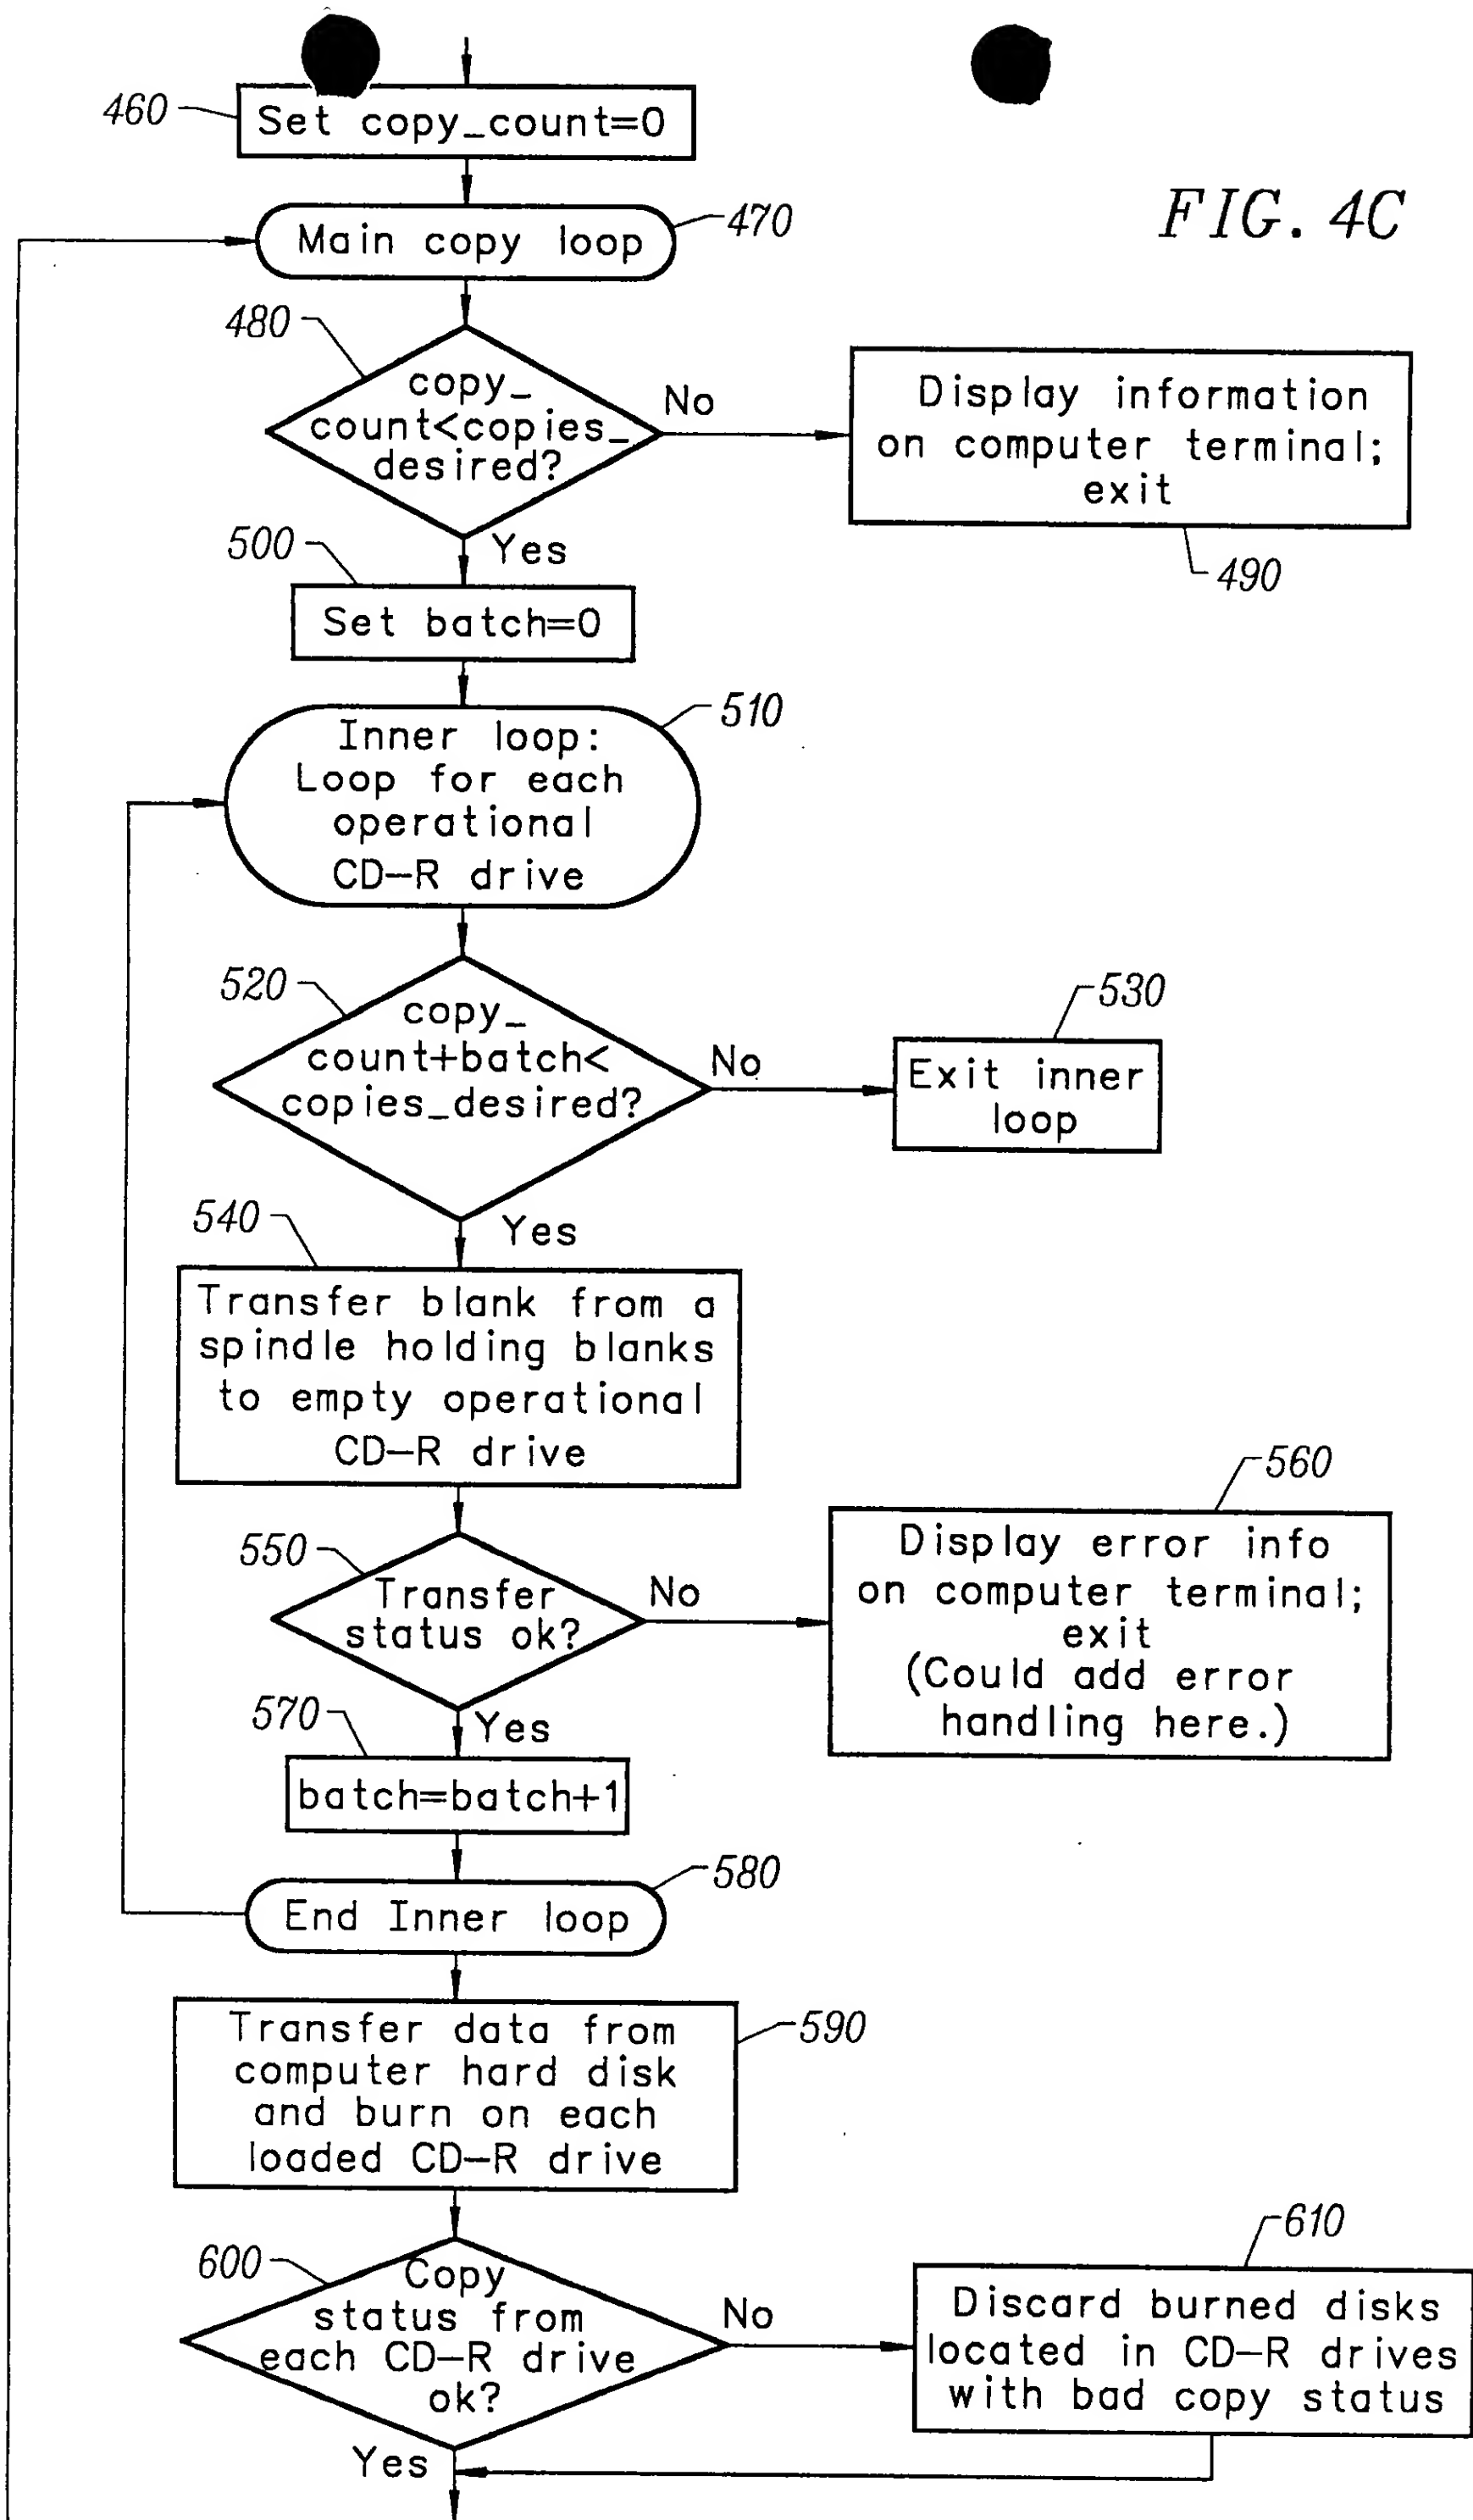 460
Set copy_count=0
FIG. 4C
Main copy loop
470
480
copy_
count<copies_
desired?
No
Display information
on computer terminal;
exit
490
Yes
500
Set batch=0
510
Inner loop:
Loop for each
operational
CD-R drive
520
copy_
count+batch<
copies_desired?
No
530
Exit inner
loop
Yes
540
Transfer blank from a
spindle holding blanks
to empty operational
CD-R drive
550
Transfer
status ok?
No
560
Display error info
on computer terminal;
exit
(Could add error
handling here.)
Yes
570
batch=batch+1
580
End Inner loop
590
Transfer data from
computer hard disk
and burn on each
loaded CD-R drive
600
Copy
status from
each CD-R drive
ok?
No
610
Discard burned disks
located in CD-R drives
with bad copy status
Yes